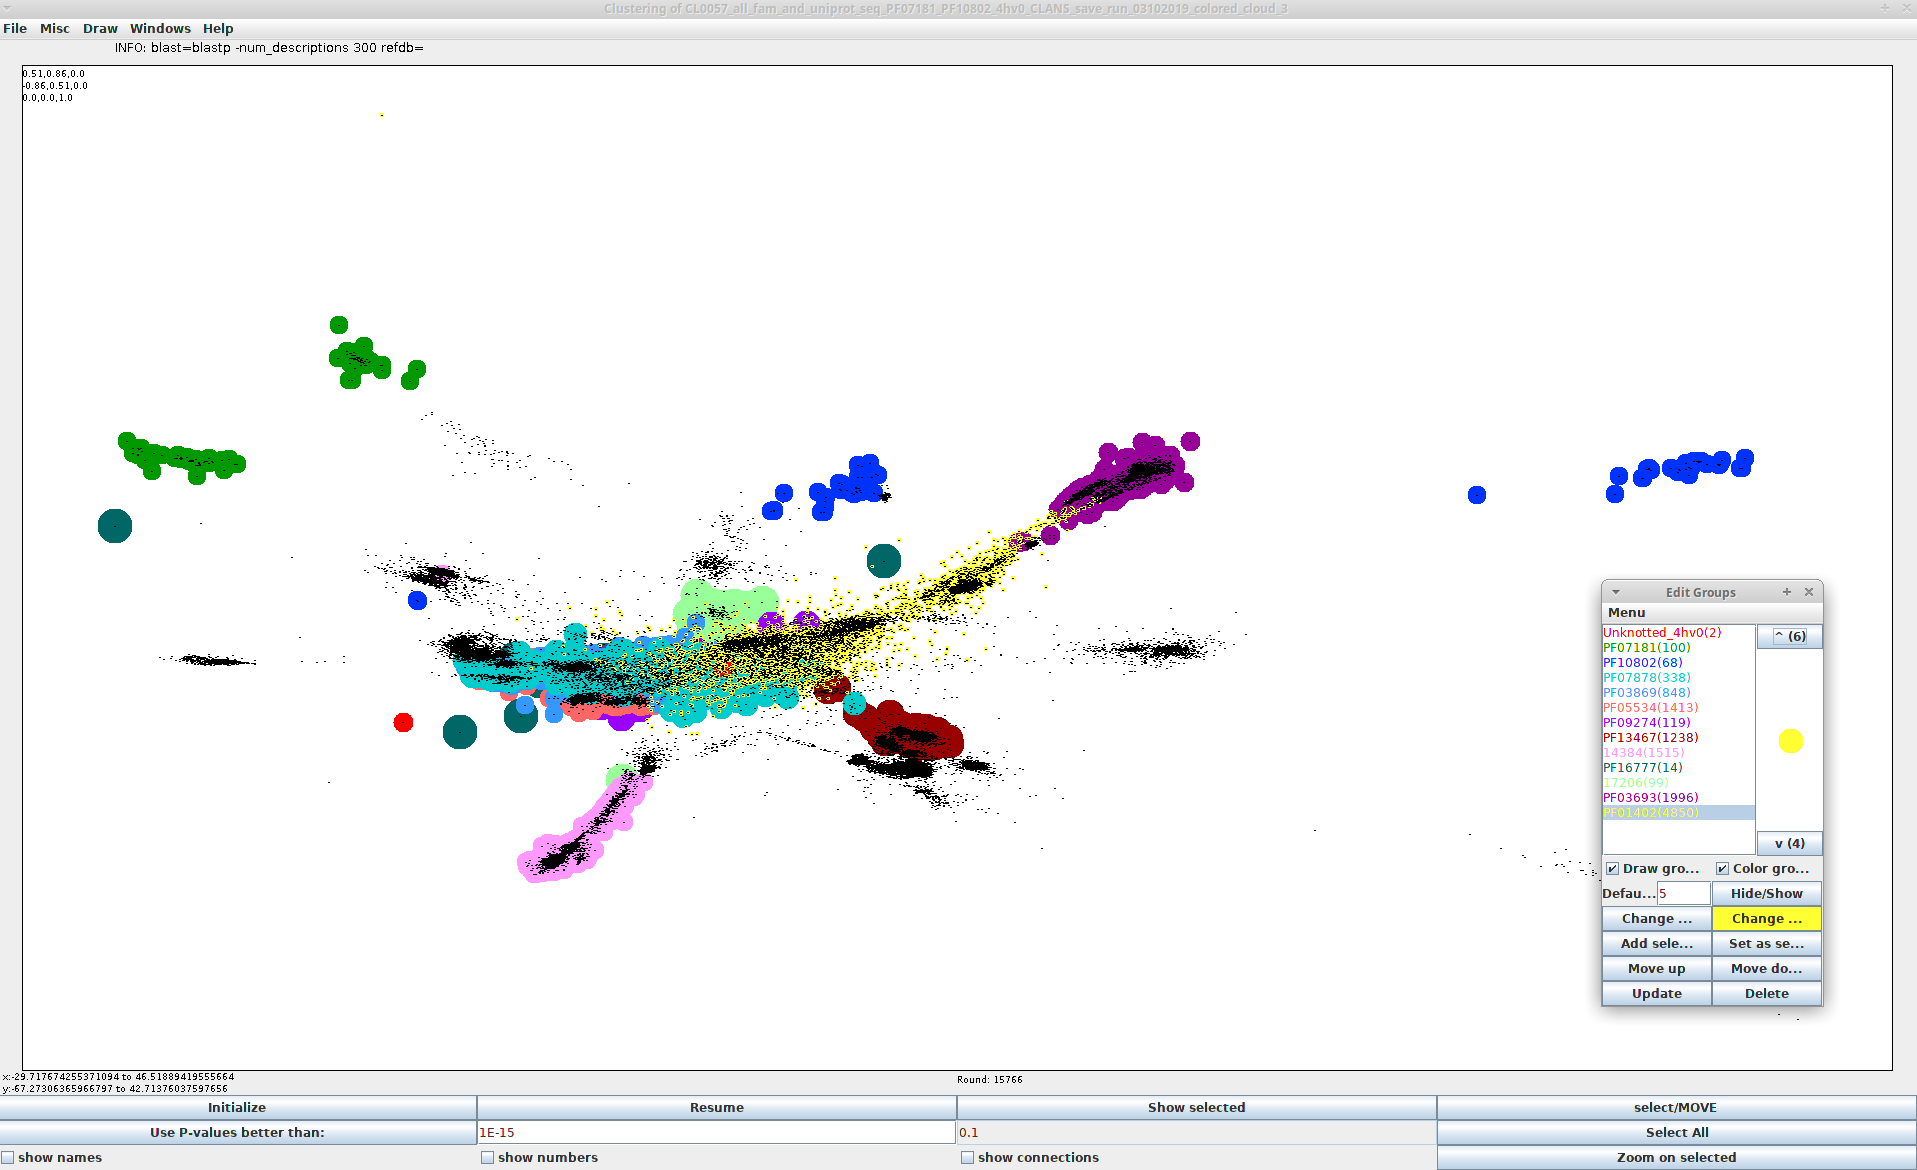 Clustering of CL0057_all_fam_and_uniprot_seq_PF07181_PF10802_4hv0_CLANS_save_run_03102019_colored_cloud_3
File Misc Draw Windows Help
INFO: blast=blastp -num_descriptions 300 refdb=
0.51,0.86,0.0
-0.86,0.51,0.0
0.0,0.0,1.0
Edit Groups
Menu
Unknotted_4hv0(2)
PF07181(100)
PF10802(68)
PF07878(338)
PF03869(848)
PF05534(1413)
PF09274(119)
PF13467(1238)
14384(1515)
PF16777(14)
17206(99)
PF03693(1996)
PF01402(4850)
^ (6)
v (4)
Draw gro... Color gro...
Defau... 5 Hide/Show
Change ... Change ...
Add sele... Set as se...
Move up Move do...
Update Delete
x:-29.717674255371094 to 46.51889419555664
y:-67.27306365966797 to 42.71376037597656
Round: 15766
Initialize Resume Show selected select/MOVE
Use P-values better than: 1E-15 0.1 Select All
show names show numbers show connections Zoom on selected